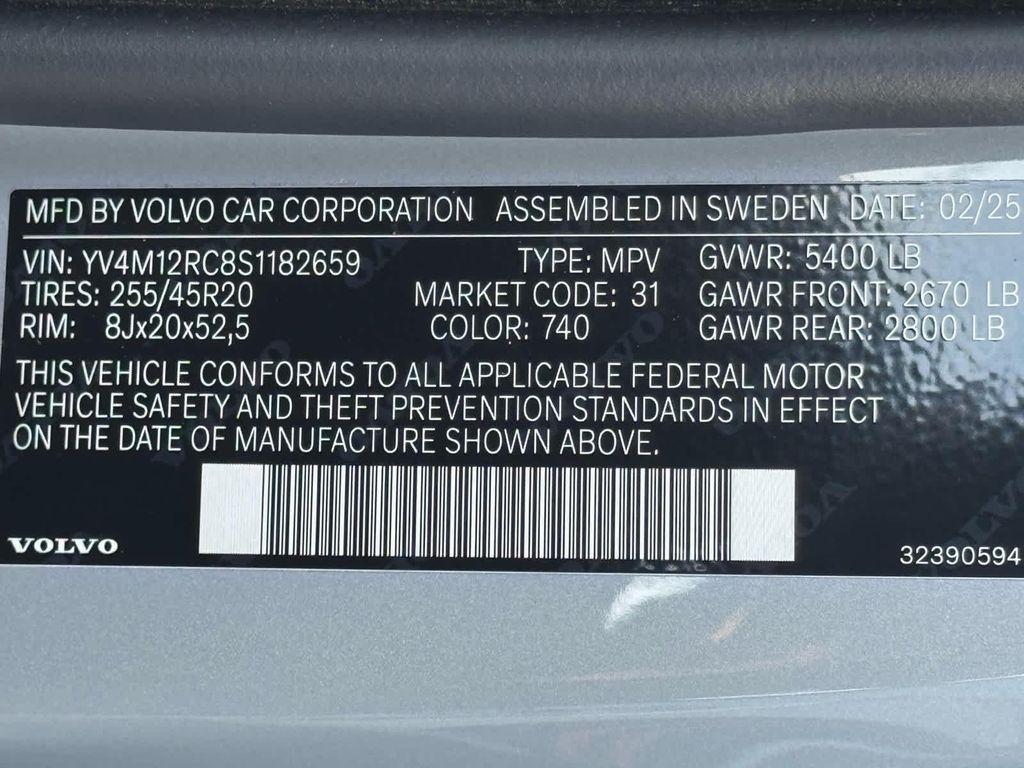 MFD BY VOLVO CAR CORPORATION ASSEMBLED IN SWEDEN DATE: 02/25
VIN: YV4M12RC8S1182659 TYPE: MPV GVWR: 5400 LB
TIRES: 255/45R20 MARKET CODE: 31 GAWR FRONT: 2670 LB
RIM: 8Jx20x52,5 COLOR: 740 GAWR REAR: 2800 LB
THIS VEHICLE CONFORMS TO ALL APPLICABLE FEDERAL MOTOR
VEHICLE SAFETY AND THEFT PREVENTION STANDARDS IN EFFECT
ON THE DATE OF MANUFACTURE SHOWN ABOVE.
VOLVO 32390594